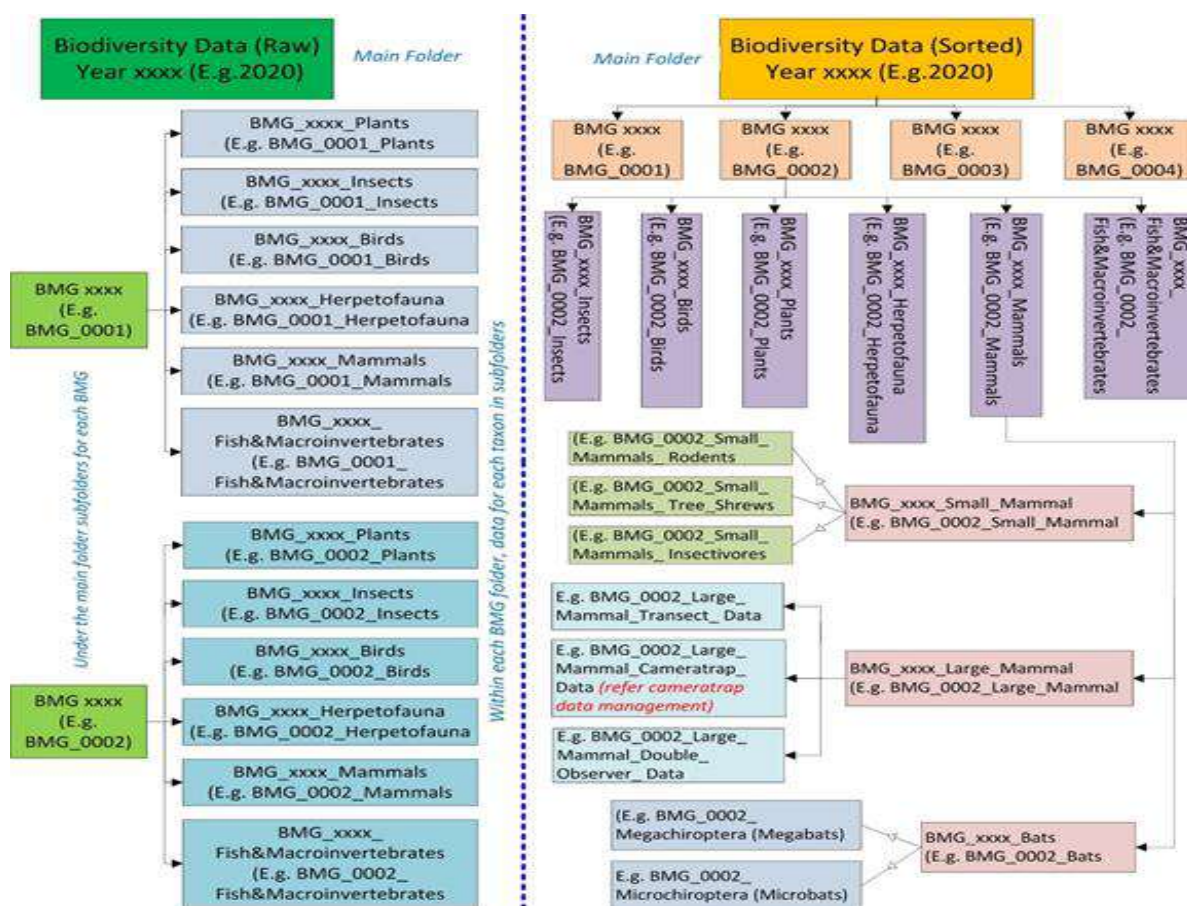 Biodiversity Data (Raw)
Year xxxx (E.g.2020)
Main Folder
BMG xxxx
(E.g.
BMG_0001)
BMG_xxxx_Plants
(E.g. BMG_0001_Plants
BMG_xxxx_Insects
(E.g. BMG_0001_Insects
BMG_xxxx_Birds
(E.g. BMG_0001_Birds
BMG_xxxx_Herpetofauna
(E.g. BMG_0001_Herpetofauna
BMG_xxxx_Mammals
(E.g. BMG_0001_Mammals
BMG_xxxx_
Fish&Macroinvertebrates
(E.g. BMG_0001_
Fish&Macroinvertebrates
Under the main folder subfolders for each BMG
BMG xxxx
(E.g.
BMG_0002)
BMG_xxxx_Plants
(E.g. BMG_0002_Plants
BMG_xxxx_Insects
(E.g. BMG_0002_Insects
BMG_xxxx_Birds
(E.g. BMG_0002_Birds
BMG_xxxx_Herpetofauna
(E.g. BMG_0002_Herpetofauna
BMG_xxxx_Mammals
(E.g. BMG_0002_Mammals
BMG_xxxx_
Fish&Macroinvertebrates
(E.g. BMG_0002_
Fish&Macroinvertebrates
Within each BMG folder, data for each taxon in subfolders
Main Folder
Biodiversity Data (Sorted)
Year xxxx (E.g.2020)
BMG xxxx
(E.g.
BMG_0001)
BMG xxxx
(E.g.
BMG_0002)
BMG xxxx
(E.g.
BMG_0003)
BMG xxxx
(E.g.
BMG_0004)
BMG_xxxx_Insects
(E.g. BMG_0002_Insects
BMG_xxxx_Birds
(E.g. BMG_0002_Birds
BMG_xxxx_Plants
(E.g. BMG_0002_Plants
BMG_xxxx_Herpetofauna
(E.g. BMG_0002_Herpetofauna
BMG_xxxx_Mammals
(E.g. BMG_0002_Mammals
BMG_xxxx_
Fish&Macroinvertebrates
(E.g. BMG_0002_
Fish&Macroinvertebrates
(E.g. BMG_0002_Small_
Mammals_ Rodents
(E.g. BMG_0002_Small_
Mammals_ Tree_Shrews
(E.g. BMG_0002_Small_
Mammals_ Insectivores
BMG_xxxx_Small_Mammal
(E.g. BMG_0002_Small_Mammal
E.g. BMG_0002_Large_
Mammal_Transect_ Data
E.g. BMG_0002_Large_
Mammal_Cameratrap_
Data (refer cameratrap
data management)
E.g. BMG_0002_Large_
Mammal_Double_
Observer_ Data
BMG_xxxx_Large_Mammal
(E.g. BMG_0002_Large_Mammal
(E.g. BMG_0002_
Megachiroptera (Megabats)
E.g. BMG_0002_
Microchiroptera (Microbats)
BMG_xxxx_Bats
(E.g. BMG_0002_Bats